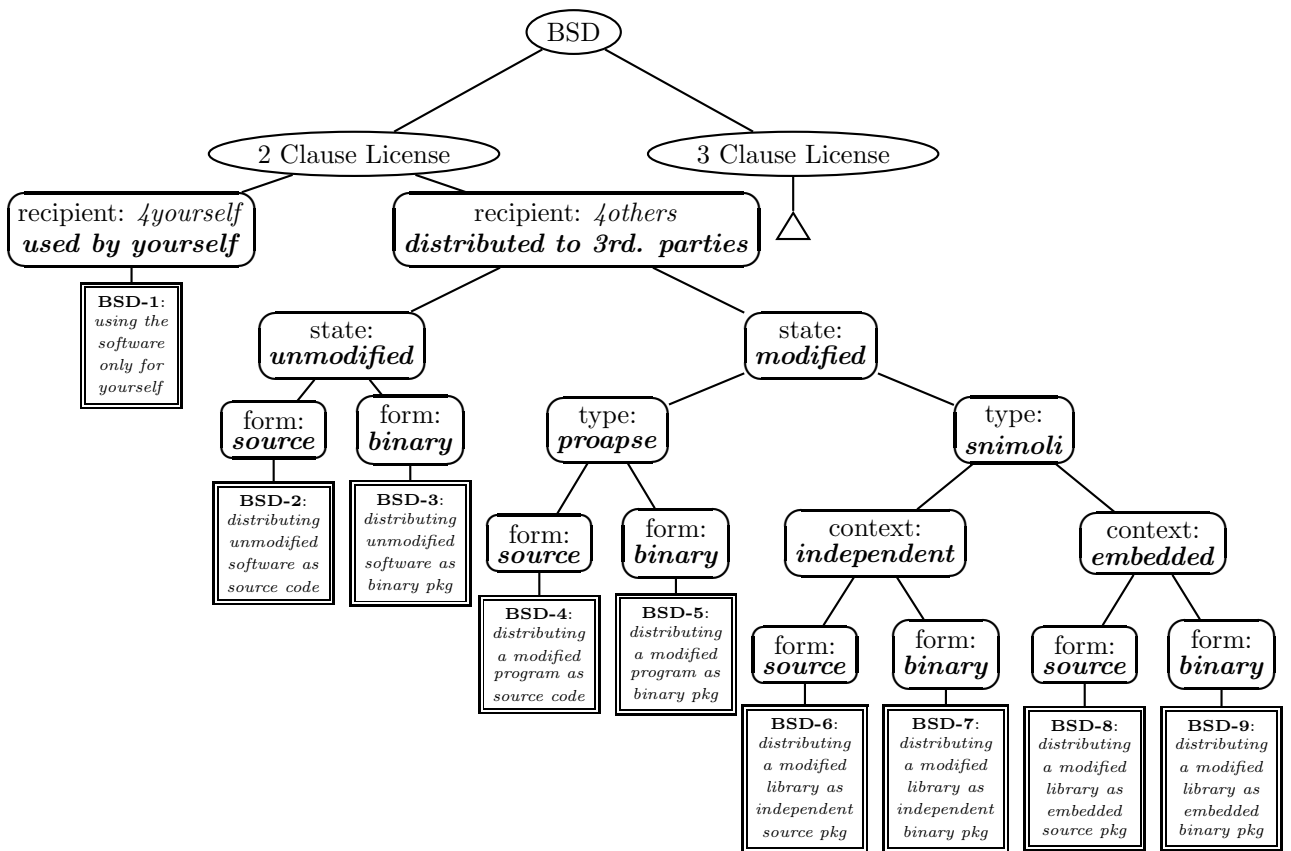 BSD
2 Clause License
3 Clause License
recipient: 4yourself
used by yourself
recipient: 4others
distributed to 3rd. parties
BSD-1:
using the
software
only for
yourself
state:
unmodified
state:
modified
form:
source
form:
binary
type:
proapse
type:
snimoli
BSD-2:
distributing
unmodified
software as
source code
BSD-3:
distributing
unmodified
software as
binary pkg
form:
source
form:
binary
context:
independent
context:
embedded
BSD-4:
distributing
a modified
program as
source code
BSD-5:
distributing
a modified
program as
binary pkg
form:
source
form:
binary
form:
source
form:
binary
BSD-6:
distributing
a modified
library as
independent
source pkg
BSD-7:
distributing
a modified
library as
independent
binary pkg
BSD-8:
distributing
a modified
library as
embedded
source pkg
BSD-9:
distributing
a modified
library as
embedded
binary pkg